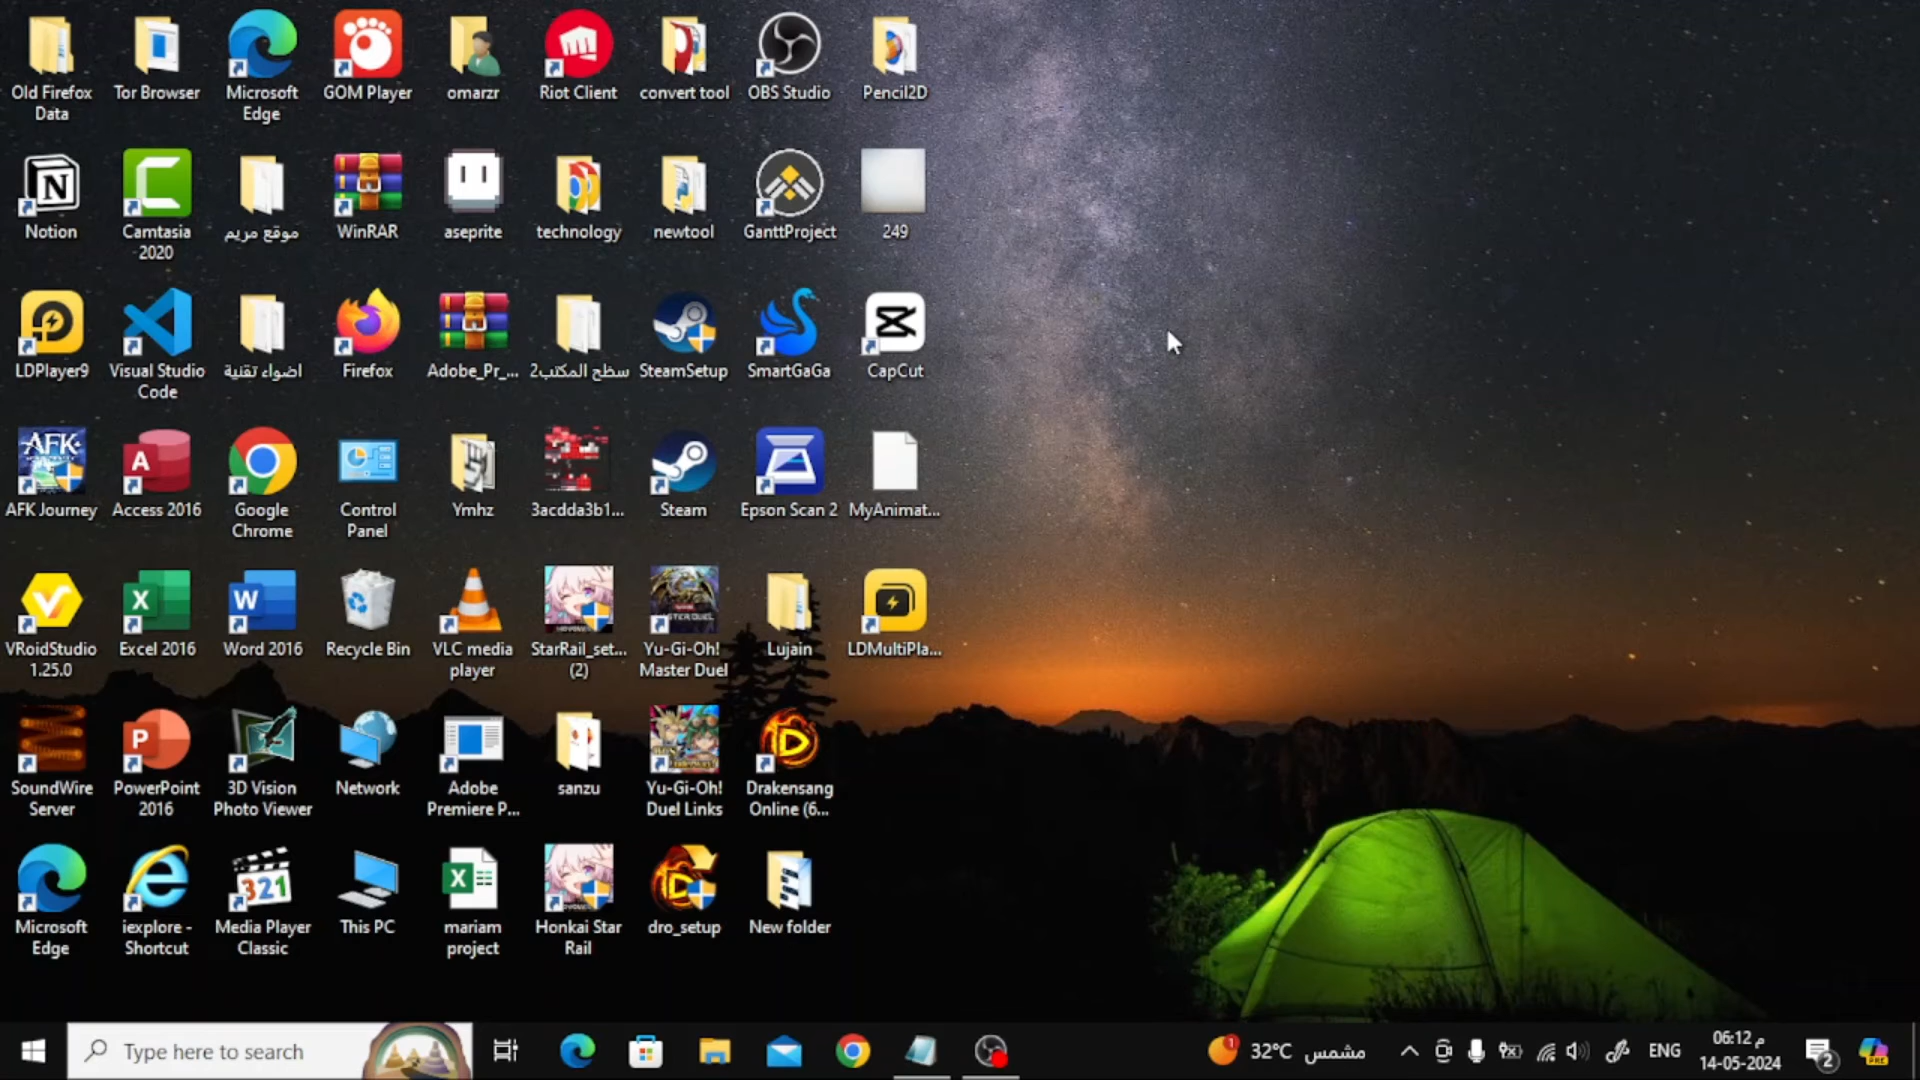 Old Firefox
Data
Tor Browser
Microsoft
Edge
GOM Player
omarzr
Riot Client
convert tool
OBS Studio
Pencil2D
Notion
Camtasia
2020
موقع مريم
WinRAR
aseprite
technology
newtool
GanttProject
249
LDPlayer9
Visual Studio
Code
اضواء تقنية
Firefox
Adobe_Pr_...
سطح المكتب2
SteamSetup
SmartGaGa
CapCut
AFK
AFK Journey
Access 2016
Google
Chrome
Control
Panel
Ymhz
3acdda3b1...
Steam
Epson Scan 2
MyAnimat...
VRoidStudio
1.25.0
Excel 2016
Word 2016
Recycle Bin
VLC media
player
StarRail_set...
(2)
Yu-Gi-Oh!
Master Duel
Lujain
LDMultiPla...
SoundWire
Server
PowerPoint
2016
3D Vision
Photo Viewer
Network
Adobe
Premiere P...
sanzu
Yu-Gi-Oh!
Duel Links
Drakensang
Online (6...
Microsoft
Edge
iexplore -
Shortcut
321
Media Player
Classic
This PC
mariam
project
Honkai Star
Rail
dro_setup
New folder
Type here to search
1
32°C مشمس
ENG
06:12 م
14-05-2024
2
PRE